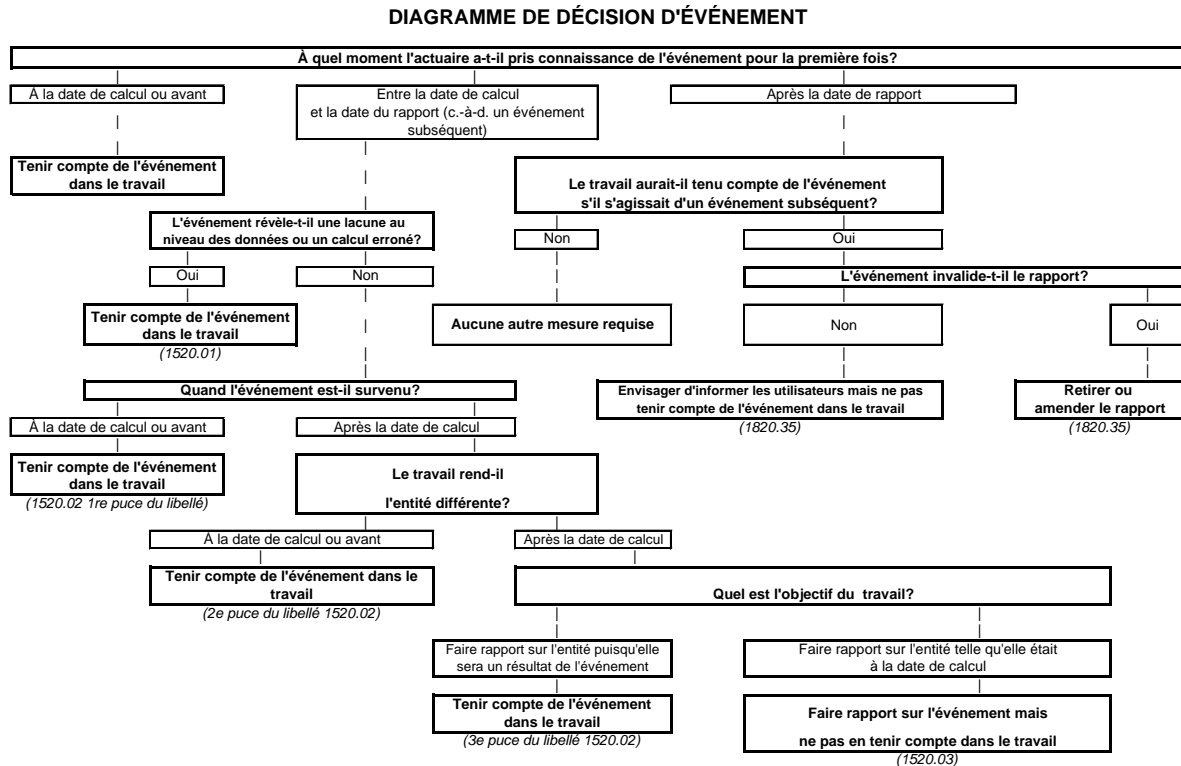 DIAGRAMME DE DÉCISION D'ÉVÉNEMENT
À quel moment l'actuaire a-t-il pris connaissance de l'événement pour la première fois?
À la date de calcul ou avant
Entre la date de calcul
et la date du rapport (c.-à-d. un événement
subséquent)
Après la date de rapport
Tenir compte de l'événement
dans le travail
Le travail aurait-il tenu compte de l'événement
s'il s'agissait d'un événement subséquent?
L'événement révèle-t-il une lacune au
niveau des données ou un calcul erroné?
Non
Oui
Oui
Non
L'événement invalide-t-il le rapport?
Tenir compte de l'événement
dans le travail
(1520.01)
Aucune autre mesure requise
Non
Oui
Quand l'événement est-il survenu?
Envisager d'informer les utilisateurs mais ne pas
tenir compte de l'événement dans le travail
(1820.35)
Retirer ou
amender le rapport
(1820.35)
À la date de calcul ou avant
Après la date de calcul
Tenir compte de l'événement
dans le travail
(1520.02 1re puce du libellé)
Le travail rend-il
l'entité différente?
À la date de calcul ou avant
Après la date de calcul
Tenir compte de l'événement dans le
travail
(2e puce du libellé 1520.02)
Quel est l'objectif du travail?
Faire rapport sur l'entité puisqu'elle
sera un résultat de l'événement
Faire rapport sur l'entité telle qu'elle était
à la date de calcul
Tenir compte de l'événement
dans le travail
(3e puce du libellé 1520.02)
Faire rapport sur l'événement mais
ne pas en tenir compte dans le travail
(1520.03)